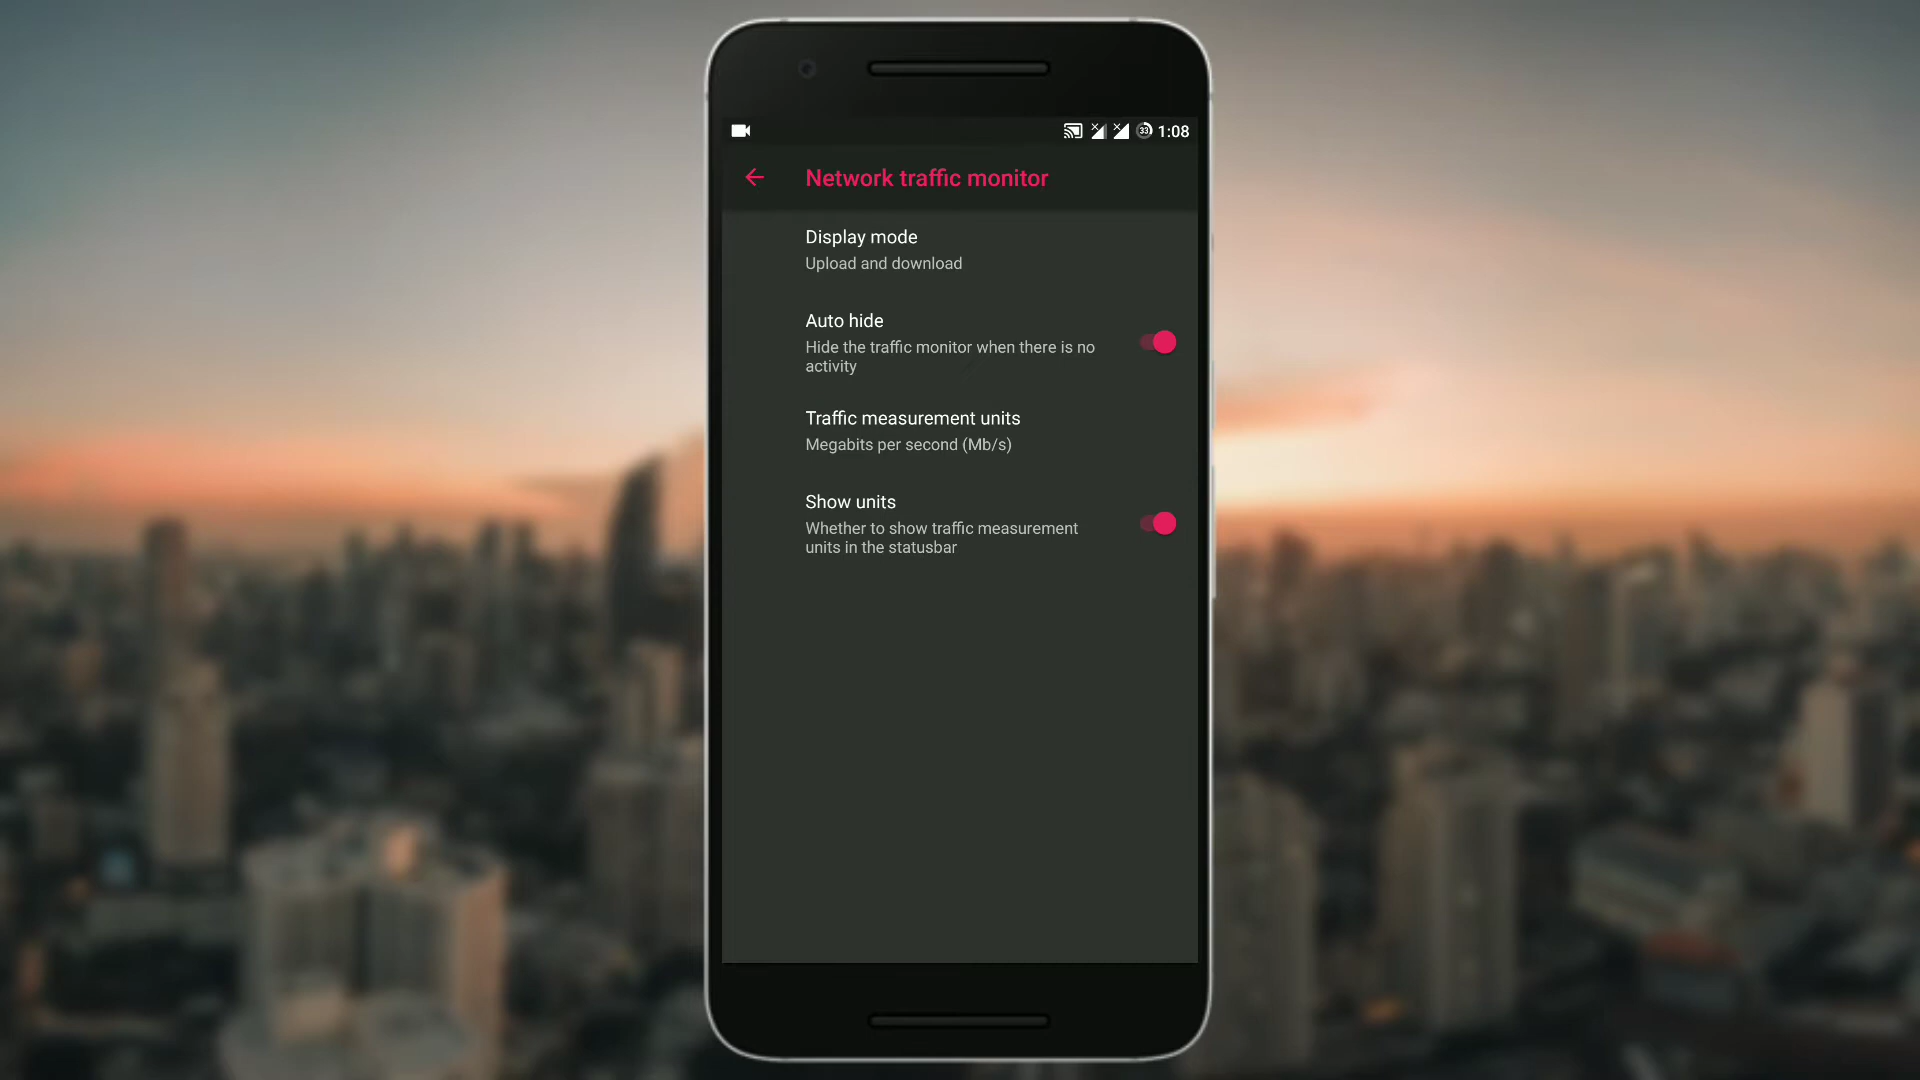 33 1:08
Network traffic monitor
Display mode
Upload and download
Auto hide
Hide the traffic monitor when there is no
activity
Traffic measurement units
Megabits per second (Mb/s)
Show units
Whether to show traffic measurement
units in the statusbar